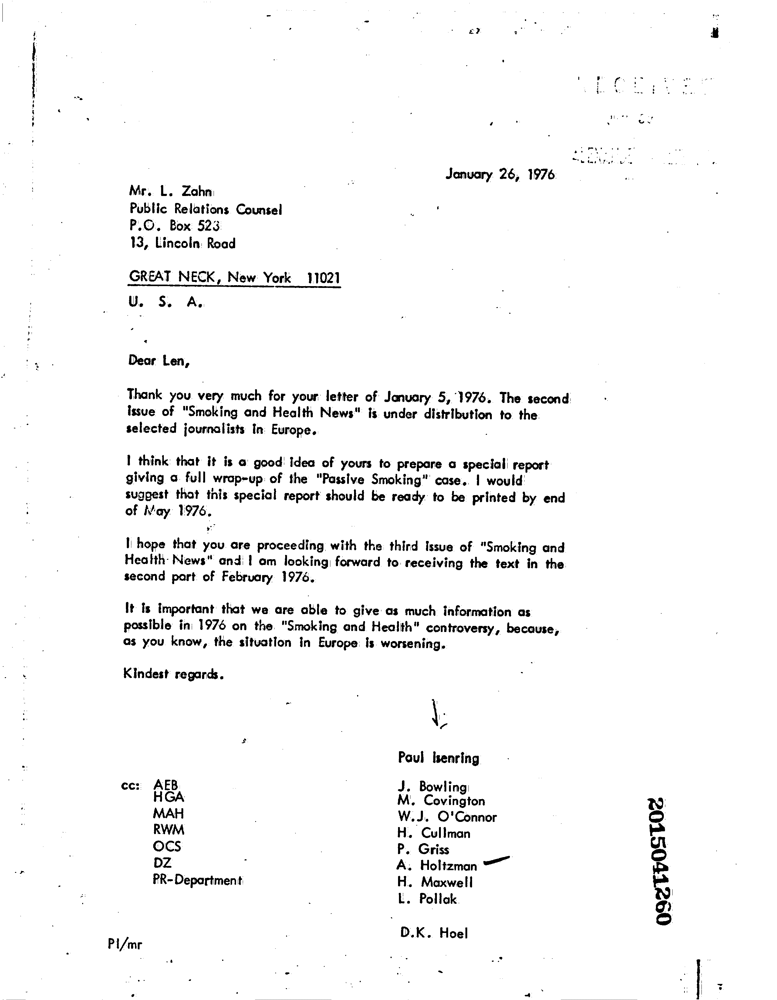 January 26, 1976
Mr. L. Zahn
Public Relations Counsel
P.O. Box 523
13, Lincoln Road
GREAT NECK, New York 11021
U. S. A.
Dear Len,
Thank you very much for your letter of January 5, 1976. The second
issue of "Smoking and Health News" is under distribution to the
selected journalists in Europe.
I think that it is a good idea of yours to prepare a special report
giving a full wrap-up of the "Passive Smoking" case. I would
suggest that this special report should be ready to be printed by end
of May 1976.
I hope that you are proceeding with the third issue of "Smoking and
Health News" and I am looking forward to receiving the text in the
second part of February 1976.
It is important that we are able to give as much information as
possible in 1976 on the "Smoking and Health" controversy, because,
as you know, the situation in Europe is worsening.
Kindest regards.
Paul Isenring
cc: AEB
HGA
MAH
RWM
OCS
DZ
PR-Department
J. Bowling
M. Covington
W.J. O'Connor
H. Cullman
P. Griss
A. Holtzman
H. Maxwell
L. Pollak
D.K. Hoel
PI/mr
2015041260